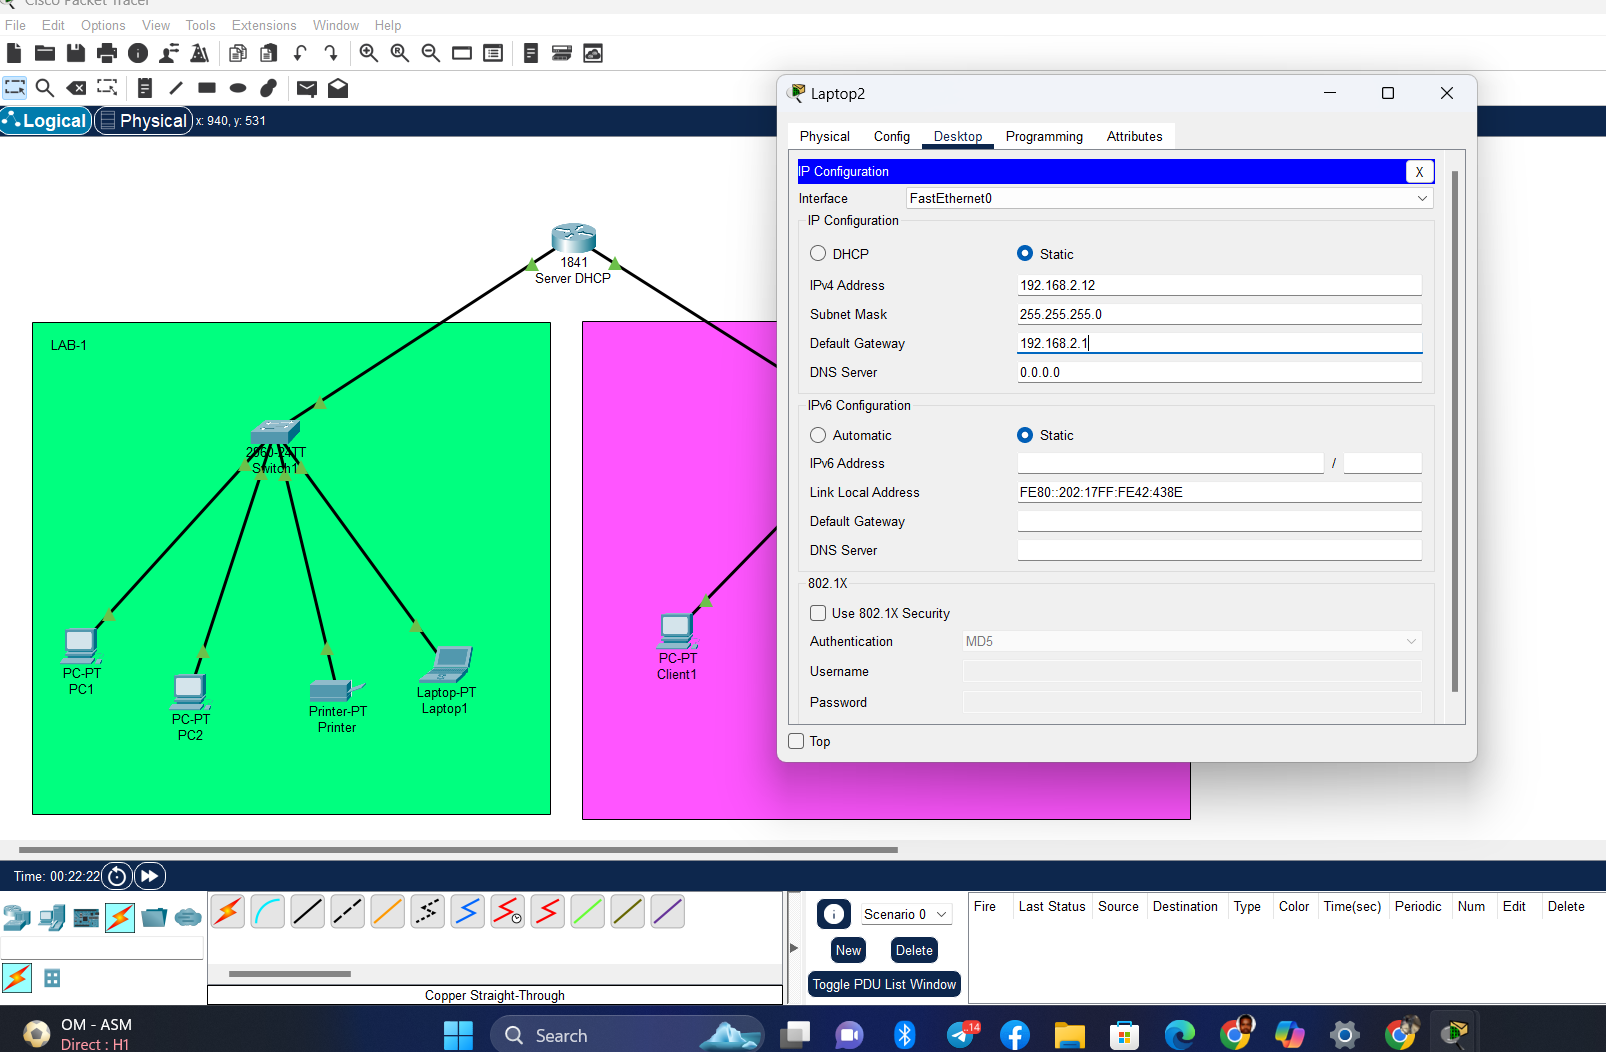 Cisco Packet Tracer
File Edit Options View Tools Extensions Window Help
Logical Physical x: 940, y: 531
1841
Server DHCP
LAB-1
2960-24TT
Switch1
PC-PT
PC1
PC-PT
PC2
Printer-PT
Printer
Laptop-PT
Laptop1
PC-PT
Client1
Laptop2
Physical Config Desktop Programming Attributes
IP Configuration X
Interface FastEthernet0
IP Configuration
DHCP Static
IPv4 Address 192.168.2.12
Subnet Mask 255.255.255.0
Default Gateway 192.168.2.1
DNS Server 0.0.0.0
IPv6 Configuration
Automatic Static
IPv6 Address /
Link Local Address FE80::202:17FF:FE42:438E
Default Gateway
DNS Server
802.1X
Use 802.1X Security
Authentication MD5
Username
Password
Top
Time: 00:22:22
Scenario 0
New Delete
Toggle PDU List Window
Fire Last Status Source Destination Type Color Time(sec) Periodic Num Edit Delete
Copper Straight-Through
OM - ASM
Direct : H1
Search
14